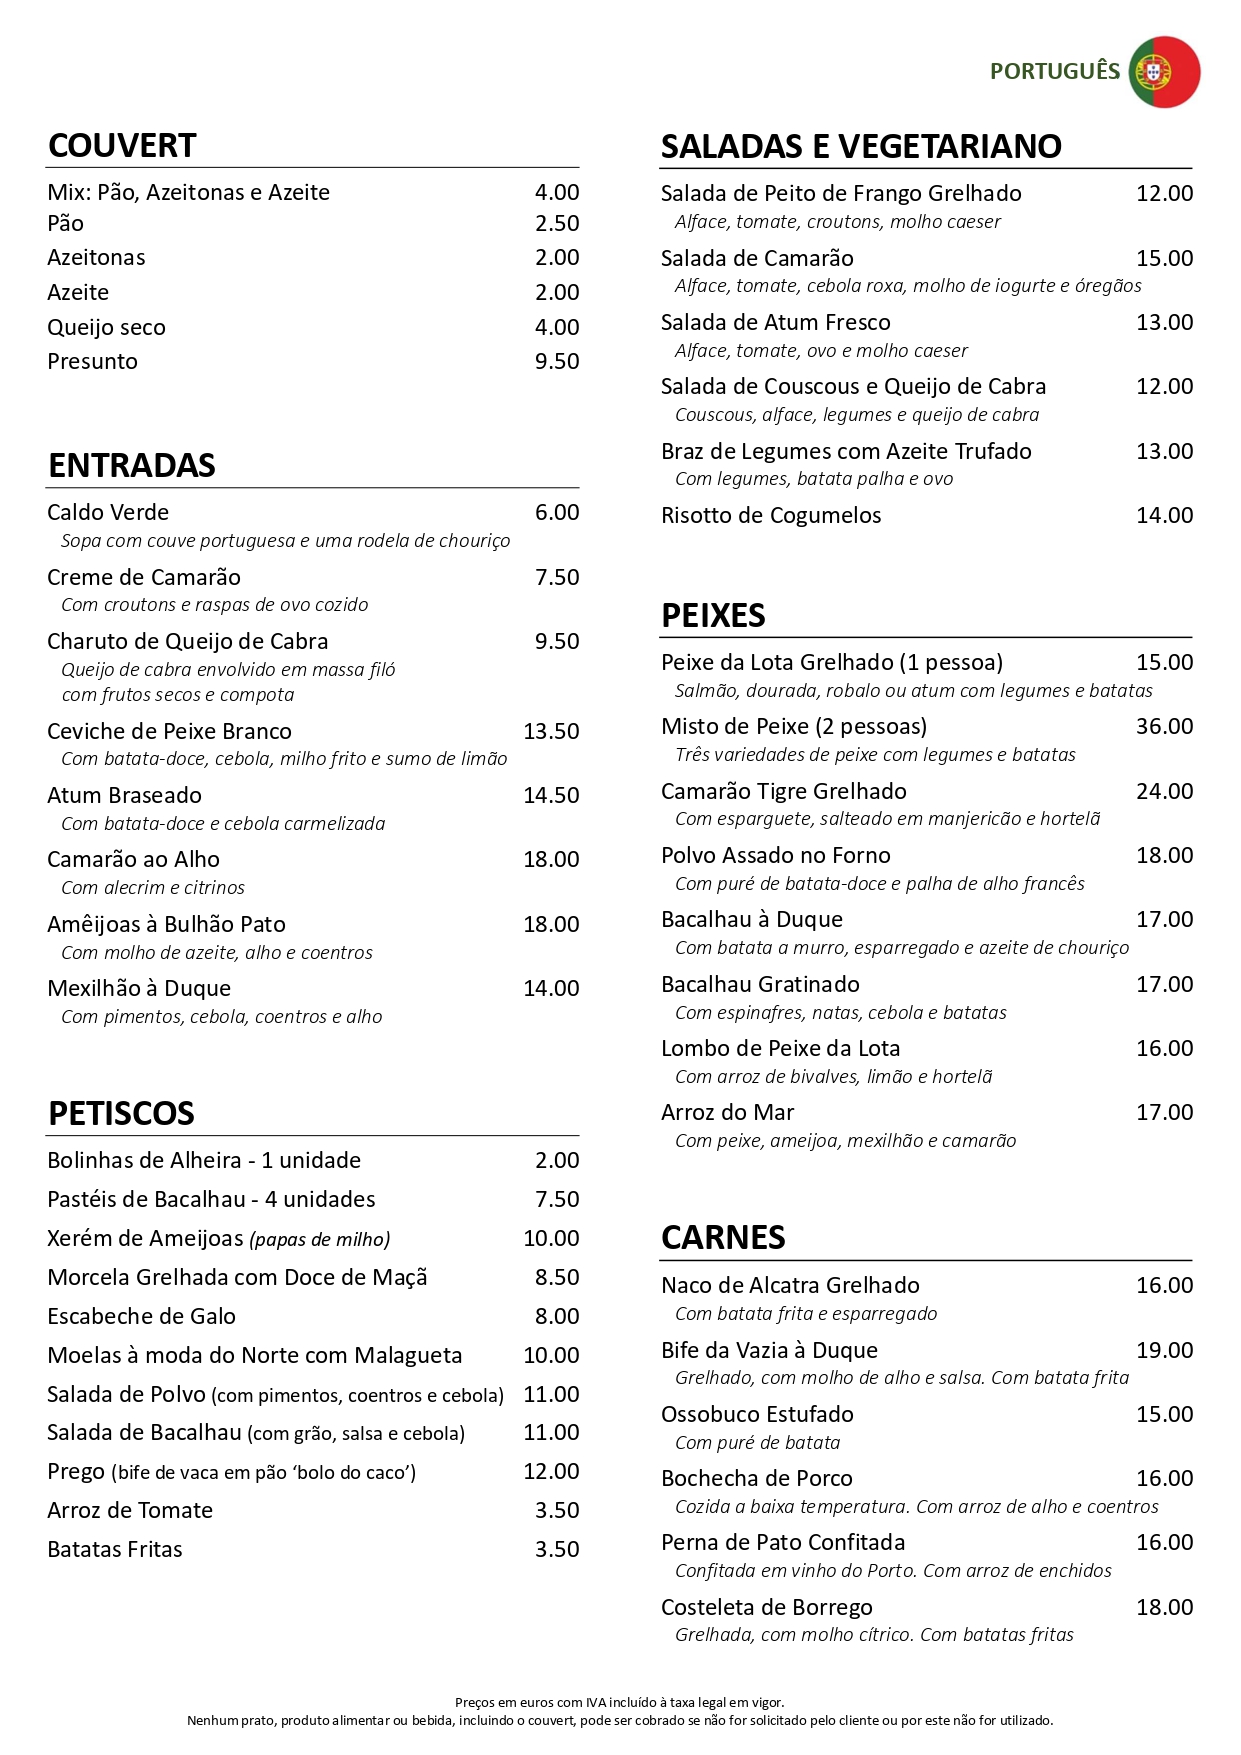 PORTUGUÊS
COUVERT
Mix: Pão, Azeitonas e Azeite 4.00
Pão 2.50
Azeitonas 2.00
Azeite 2.00
Queijo seco 4.00
Presunto 9.50
ENTRADAS
Caldo Verde 6.00
Sopa com couve portuguesa e uma rodela de chouriço
Creme de Camarão 7.50
Com croutons e raspas de ovo cozido
Charuto de Queijo de Cabra 9.50
Queijo de cabra envolvido em massa filó
com frutos secos e compota
Ceviche de Peixe Branco 13.50
Com batata-doce, cebola, milho frito e sumo de limão
Atum Braseado 14.50
Com batata-doce e cebola carmelizada
Camarão ao Alho 18.00
Com alecrim e citrinos
Amêijoas à Bulhão Pato 18.00
Com molho de azeite, alho e coentros
Mexilhão à Duque 14.00
Com pimentos, cebola, coentros e alho
PETISCOS
Bolinhas de Alheira - 1 unidade 2.00
Pastéis de Bacalhau - 4 unidades 7.50
Xerém de Ameijoas (papas de milho) 10.00
Morcela Grelhada com Doce de Maçã 8.50
Escabeche de Galo 8.00
Moelas à moda do Norte com Malagueta 10.00
Salada de Polvo (com pimentos, coentros e cebola) 11.00
Salada de Bacalhau (com grão, salsa e cebola) 11.00
Prego (bife de vaca em pão ‘bolo do caco’) 12.00
Arroz de Tomate 3.50
Batatas Fritas 3.50
SALADAS E VEGETARIANO
Salada de Peito de Frango Grelhado 12.00
Alface, tomate, croutons, molho caeser
Salada de Camarão 15.00
Alface, tomate, cebola roxa, molho de iogurte e óregãos
Salada de Atum Fresco 13.00
Alface, tomate, ovo e molho caeser
Salada de Couscous e Queijo de Cabra 12.00
Couscous, alface, legumes e queijo de cabra
Braz de Legumes com Azeite Trufado 13.00
Com legumes, batata palha e ovo
Risotto de Cogumelos 14.00
PEIXES
Peixe da Lota Grelhado (1 pessoa) 15.00
Salmão, dourada, robalo ou atum com legumes e batatas
Misto de Peixe (2 pessoas) 36.00
Três variedades de peixe com legumes e batatas
Camarão Tigre Grelhado 24.00
Com esparguete, salteado em manjericão e hortelã
Polvo Assado no Forno 18.00
Com puré de batata-doce e palha de alho francês
Bacalhau à Duque 17.00
Com batata a murro, esparregado e azeite de chouriço
Bacalhau Gratinado 17.00
Com espinafres, natas, cebola e batatas
Lombo de Peixe da Lota 16.00
Com arroz de bivalves, limão e hortelã
Arroz do Mar 17.00
Com peixe, ameijoa, mexilhão e camarão
CARNES
Naco de Alcatra Grelhado 16.00
Com batata frita e esparregado
Bife da Vazia à Duque 19.00
Grelhado, com molho de alho e salsa. Com batata frita
Ossobuco Estufado 15.00
Com puré de batata
Bochecha de Porco 16.00
Cozida a baixa temperatura. Com arroz de alho e coentros
Perna de Pato Confitada 16.00
Confitada em vinho do Porto. Com arroz de enchidos
Costeleta de Borrego 18.00
Grelhada, com molho cítrico. Com batatas fritas
Preços em euros com IVA incluído à taxa legal em vigor.
Nenhum prato, produto alimentar ou bebida, incluindo o couvert, pode ser cobrado se não for solicitado pelo cliente ou por este não for utilizado.